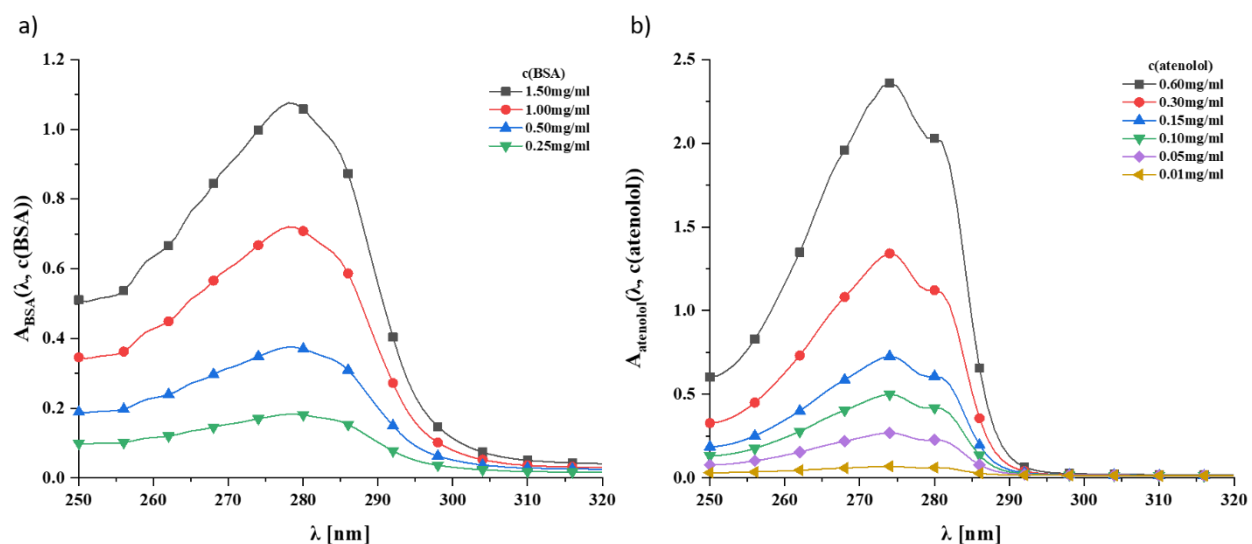 a)
c(BSA)
1.50mg/ml
1.00mg/ml
0.50mg/ml
0.25mg/ml
1.2
1.0
0.8
0.6
0.4
0.2
0.0
A_BSA(λ, c(BSA))
250 260 270 280 290 300 310 320
λ [nm]
b)
c(atenolol)
0.60mg/ml
0.30mg/ml
0.15mg/ml
0.10mg/ml
0.05mg/ml
0.01mg/ml
2.5
2.0
1.5
1.0
0.5
0.0
A_atenolol(λ, c(atenolol))
250 260 270 280 290 300 310 320
λ [nm]